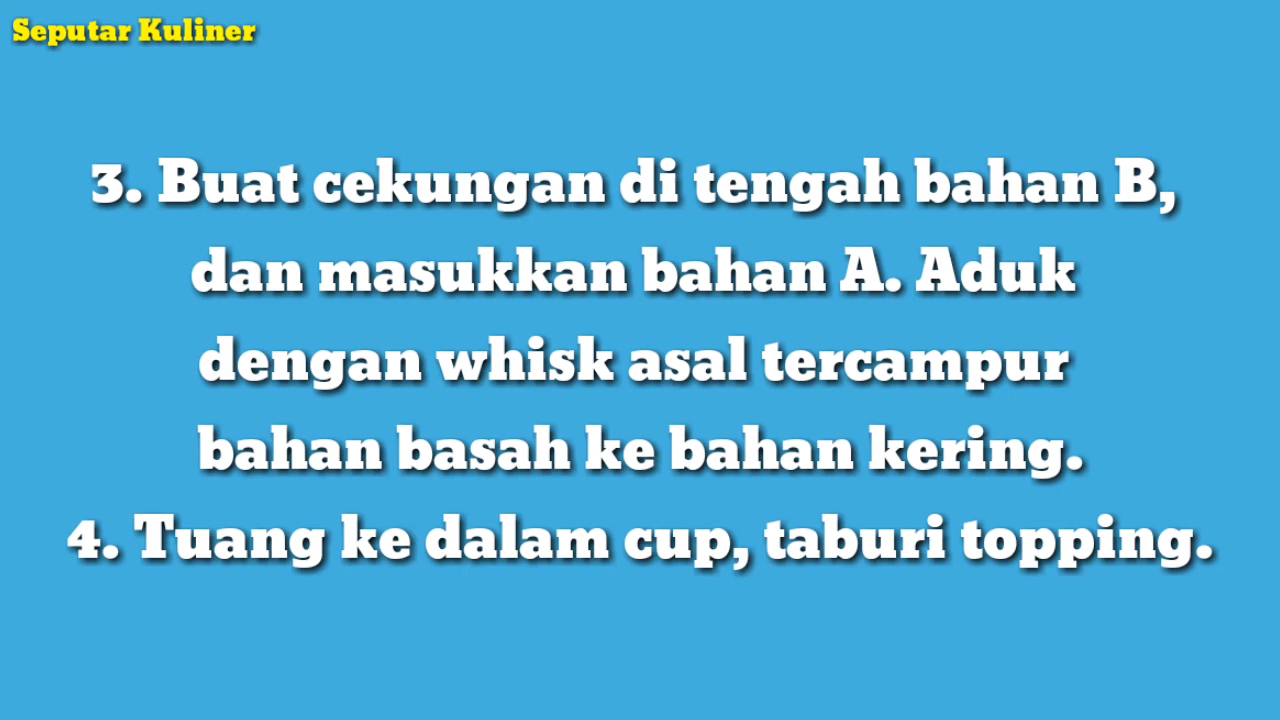 Seputar Kuliner
3. Buat cekungan di tengah bahan B,
dan masukkan bahan A. Aduk
dengan whisk asal tercampur
bahan basah ke bahan kering.
4. Tuang ke dalam cup, taburi topping.